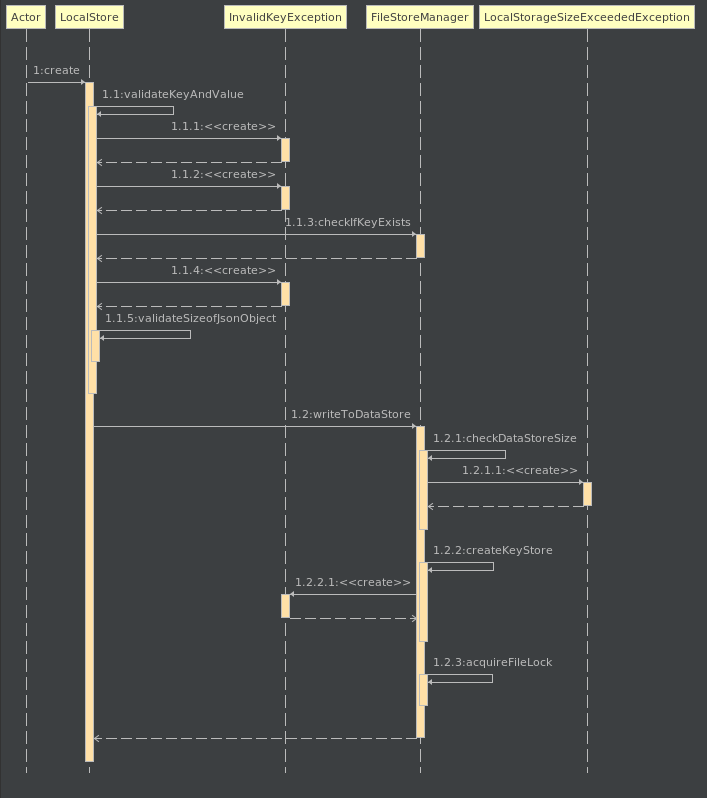 Actor
LocalStore
InvalidKeyException
FileStoreManager
LocalStorageSizeExceededException
1:create
1.1:validateKeyAndValue
1.1.1:<<create>>
1.1.2:<<create>>
1.1.3:checkIfKeyExists
1.1.4:<<create>>
1.1.5:validateSizeofJsonObject
1.2:writeToDataStore
1.2.1:checkDataStoreSize
1.2.1.1:<<create>>
1.2.2:createKeyStore
1.2.2.1:<<create>>
1.2.3:acquireFileLock